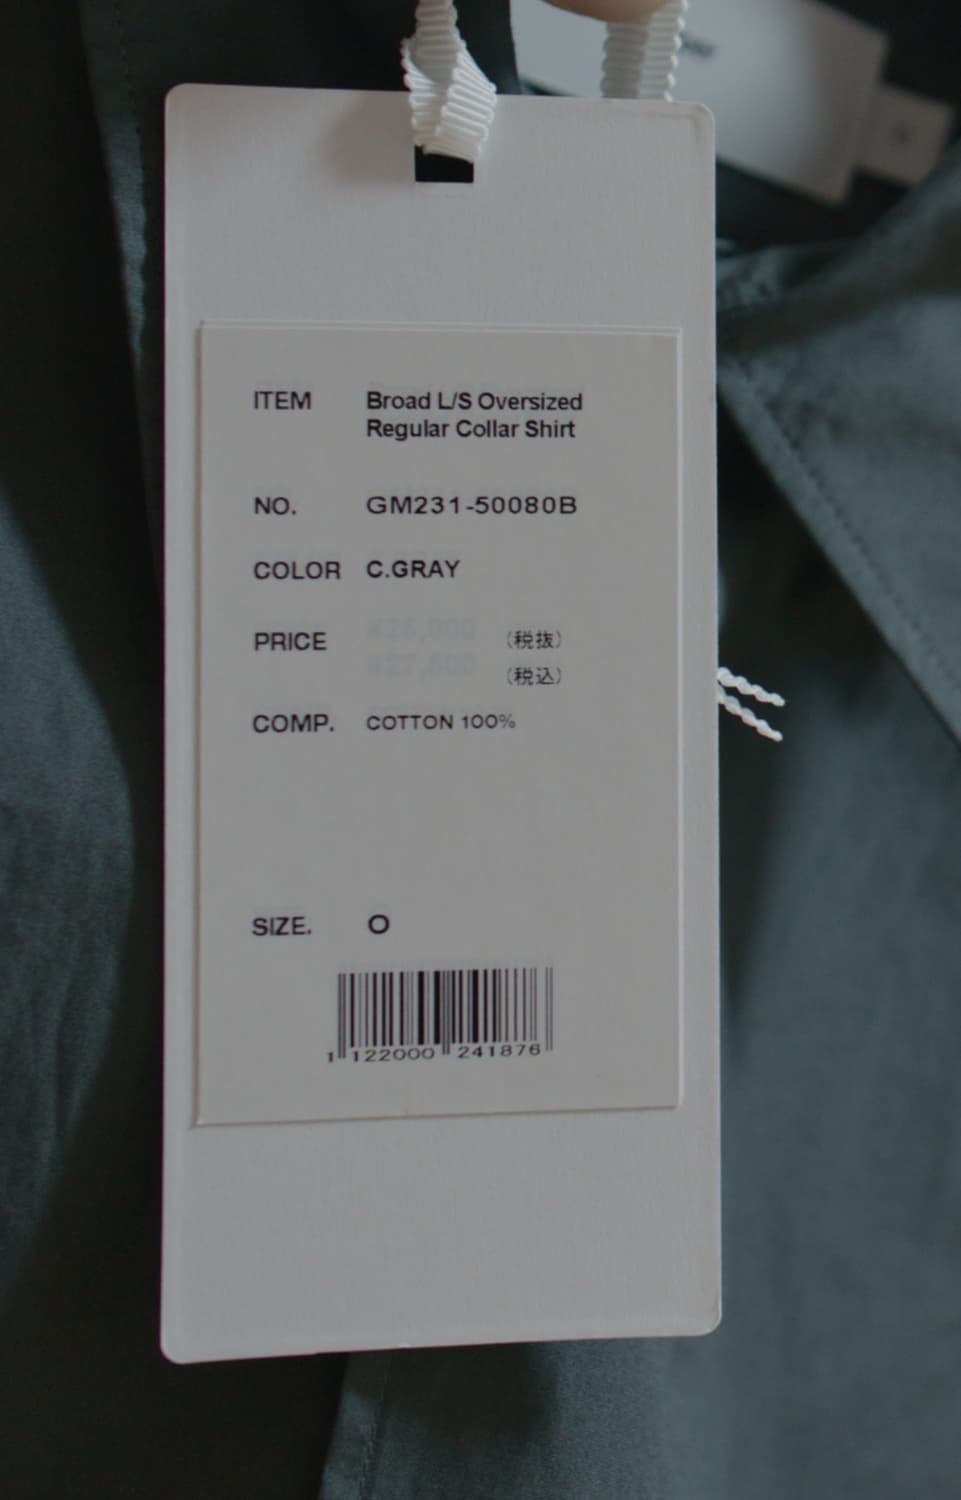 ITEM Broad L/S Oversized
Regular Collar Shirt
NO. GM231-50080B
COLOR C.GRAY
PRICE (税抜)
(税込)
COMP. COTTON 100%
SIZE. O
1 122000 241876